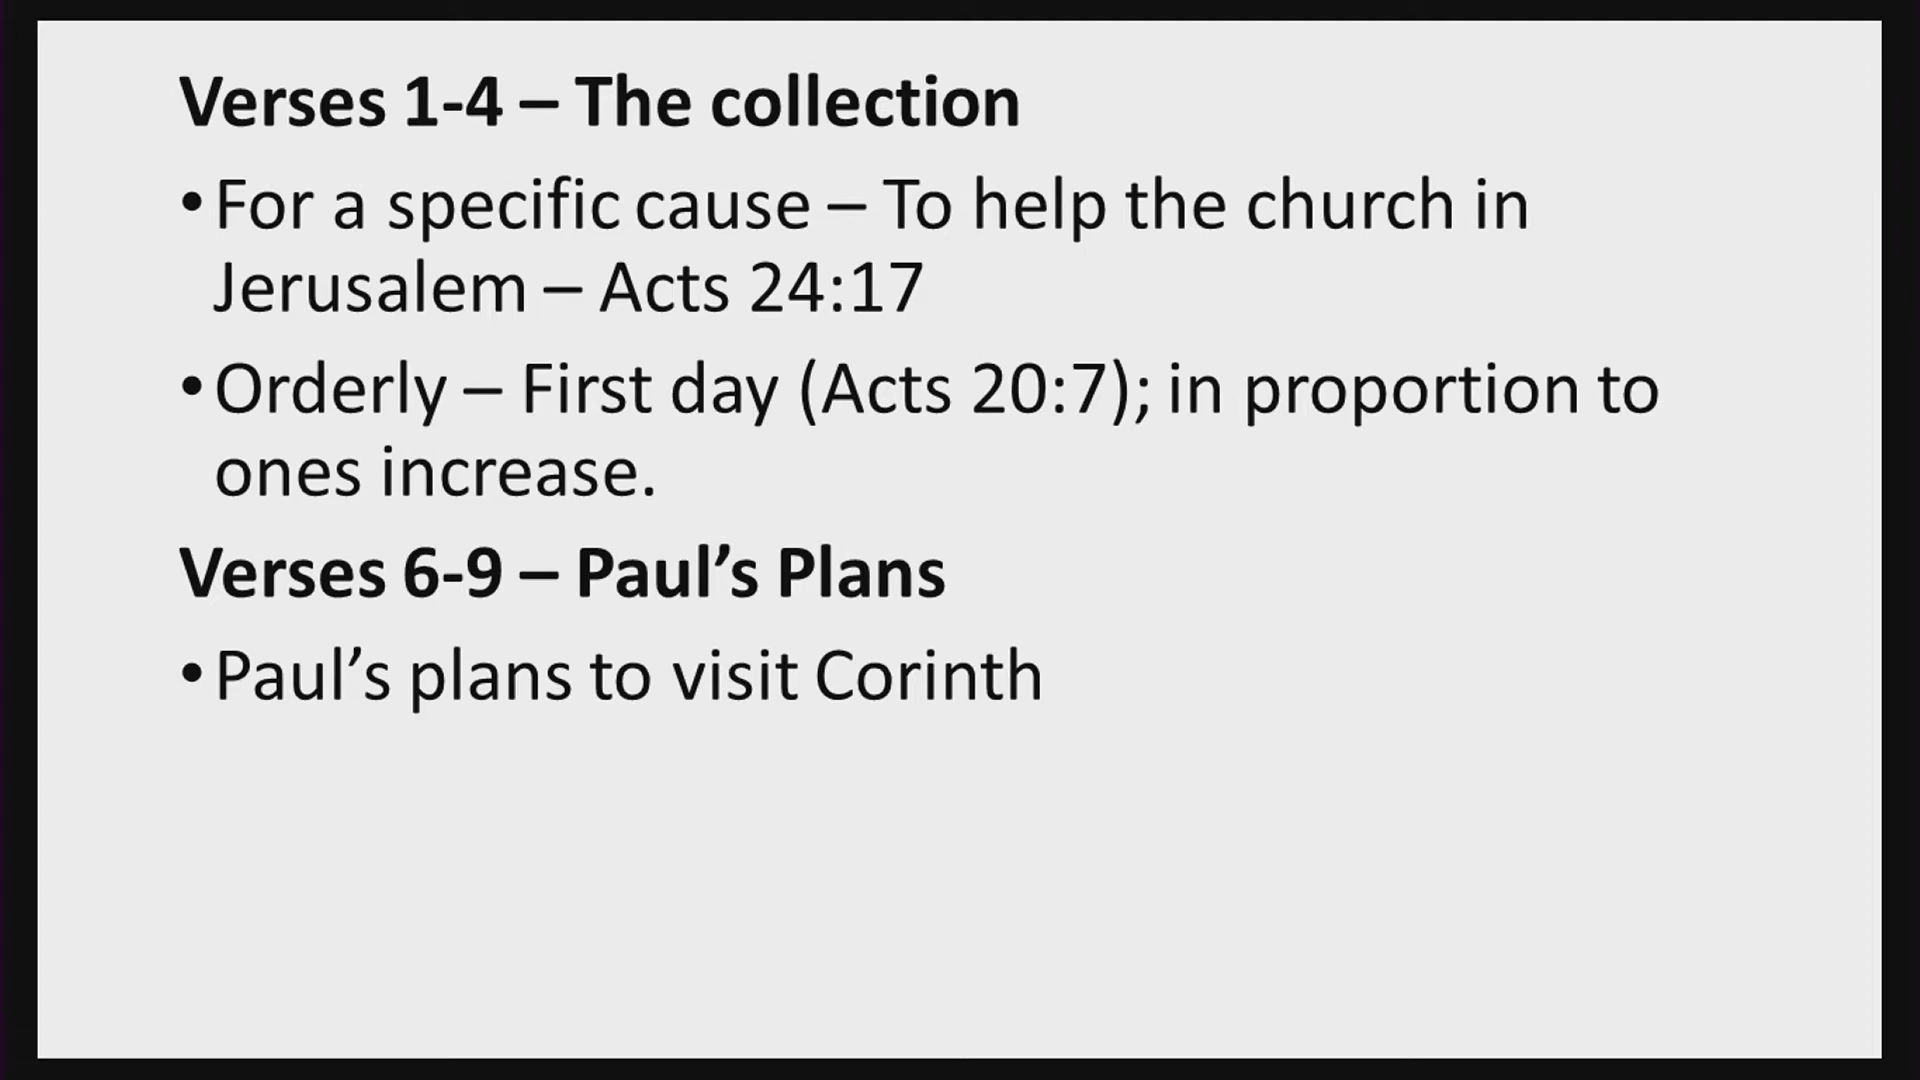 Verses 1-4 – The collection
•For a specific cause – To help the church in
Jerusalem – Acts 24:17
•Orderly – First day (Acts 20:7); in proportion to
ones increase.
Verses 6-9 – Paul’s Plans
•Paul’s plans to visit Corinth